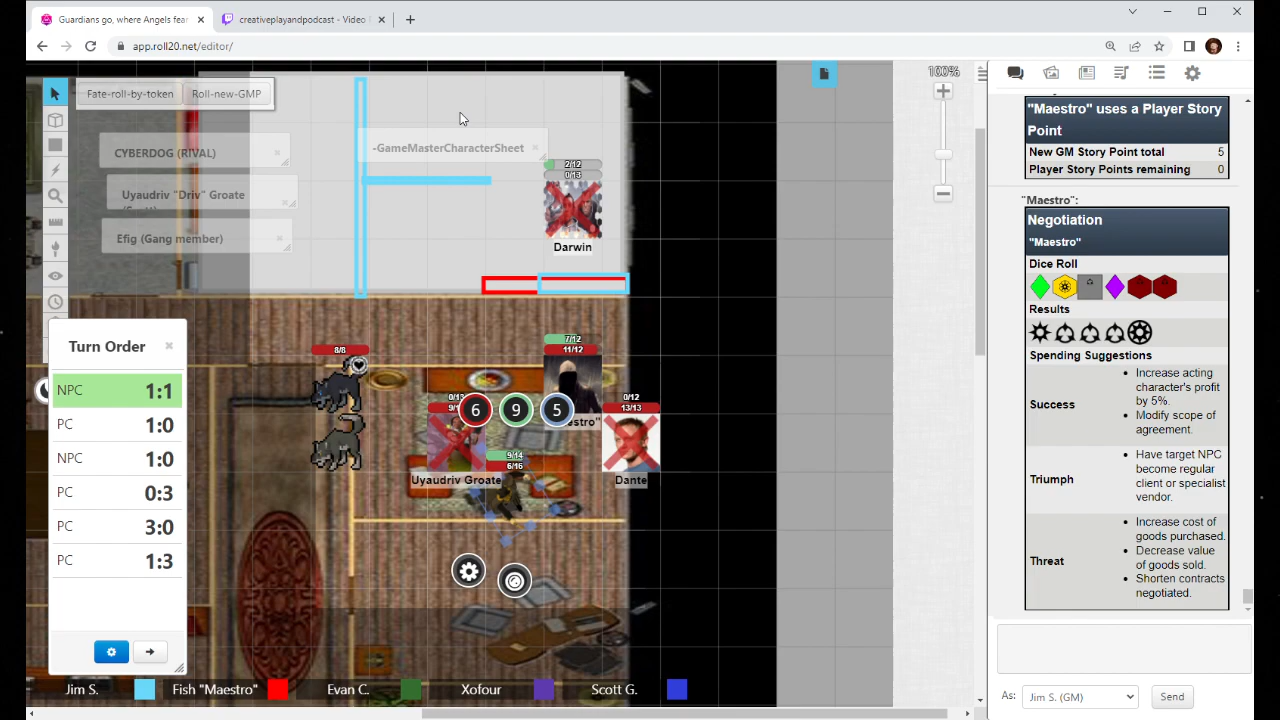 Guardians go, where Angels fear
creativeplayandpodcast - Video
app.roll20.net/editor/
Fate-roll-by-token
Roll-new-GMP
100%
CYBERDOG (RIVAL)
-GameMasterCharacterSheet
Uyaudriv "Driv" Groate
Efig (Gang member)
2/12
0/13
Darwin
Turn Order
NPC 1:1
PC 1:0
NPC 1:0
PC 0:3
PC 3:0
PC 1:3
8/8
7/12
11/12
0/12
13/13
6
9
5
Uyaudriv Groate
9/14
6/16
Dante
Jim S.
Fish "Maestro"
Evan C.
Xofour
Scott G.
"Maestro" uses a Player Story
Point
New GM Story Point total 5
Player Story Points remaining 0
"Maestro":
Negotiation
"Maestro"
Dice Roll
Results
Spending Suggestions
Success
• Increase acting
character's profit
by 5%.
• Modify scope of
agreement.
Triumph
• Have target NPC
become regular
client or specialist
vendor.
Threat
• Increase cost of
goods purchased.
• Decrease value
of goods sold.
• Shorten contracts
negotiated.
As: Jim S. (GM)
Send